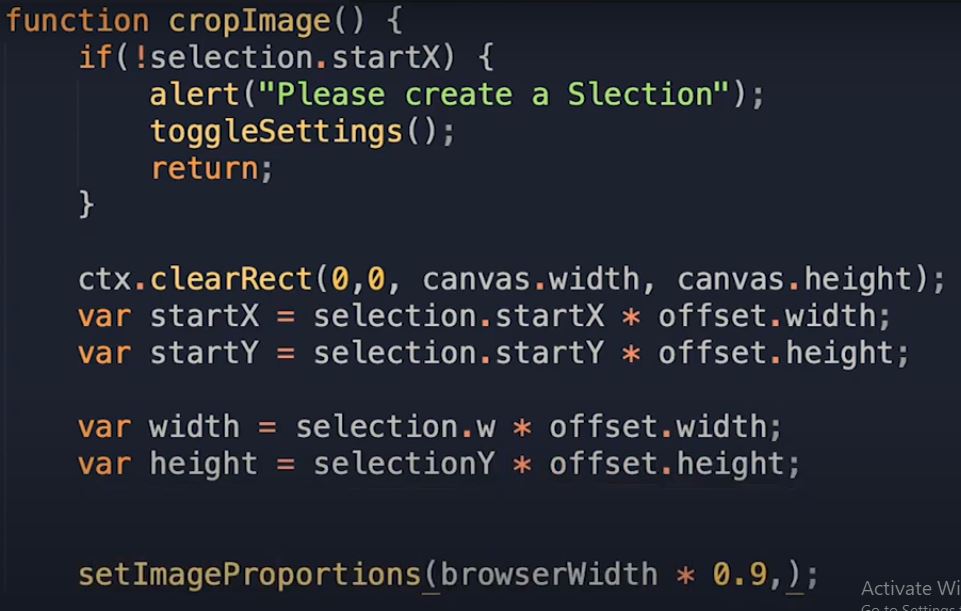 function cropImage() {
    if(!selection.startX) {
        alert("Please create a Slection");
        toggleSettings();
        return;
    }
    ctx.clearRect(0,0, canvas.width, canvas.height);
    var startX = selection.startX * offset.width;
    var startY = selection.startY * offset.height;
    var width = selection.w * offset.width;
    var height = selectionY * offset.height;
    setImageProportions(browserWidth * 0.9,);
Activate Wi
Go to Settings